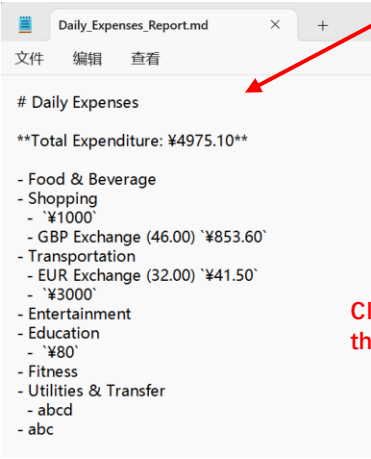 Daily_Expenses_Report.md
文件 编辑 查看
# Daily Expenses
**Total Expenditure: ¥4975.10**
- Food & Beverage
- Shopping
- `¥1000`
- GBP Exchange (46.00) `¥853.60`
- Transportation
- EUR Exchange (32.00) `¥41.50`
- `¥3000`
- Entertainment
- Education
- `¥80`
- Fitness
- Utilities & Transfer
- abcd
- abc